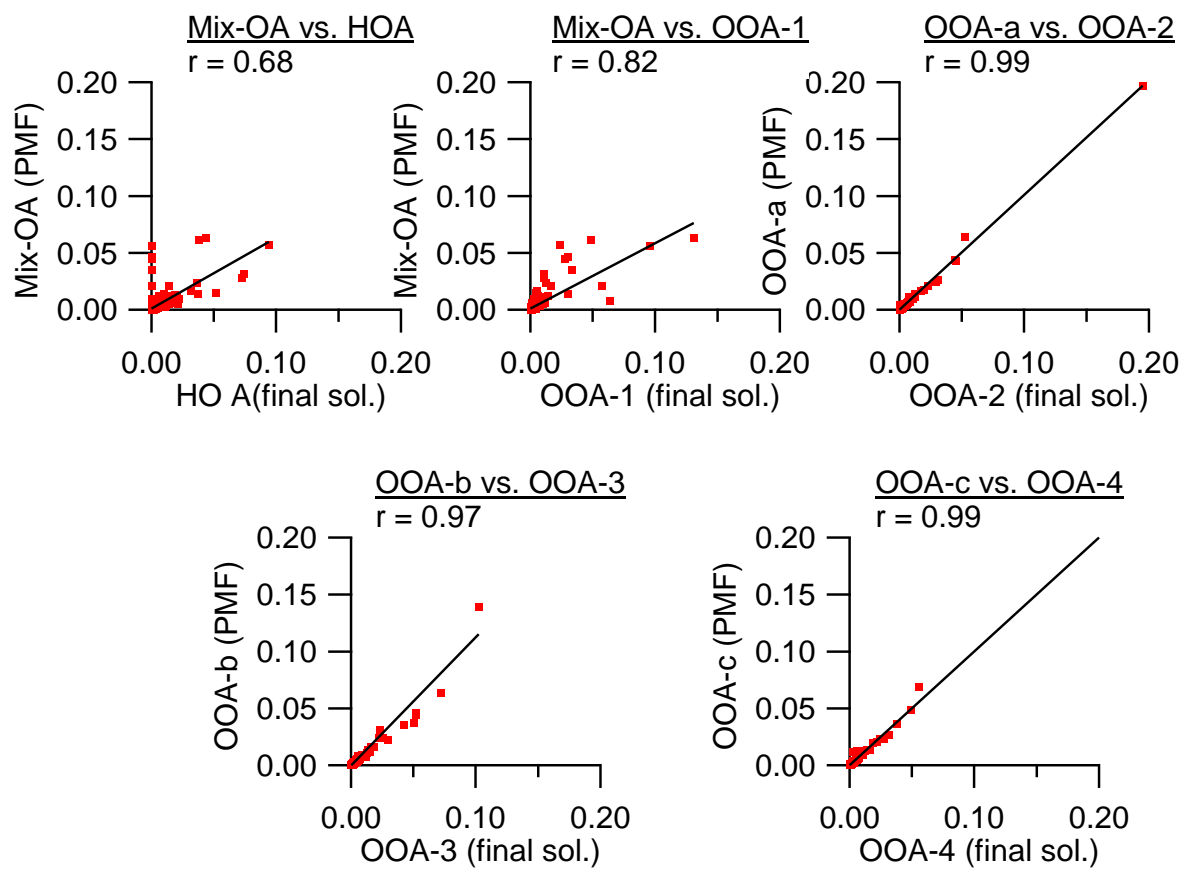 Mix-OA vs. HOA
r = 0.68
Mix-OA (PMF)
0.20
0.15
0.10
0.05
0.00
0.00 0.10 0.20
HO A(final sol.)
Mix-OA vs. OOA-1
r = 0.82
Mix-OA (PMF)
0.20
0.15
0.10
0.05
0.00
0.00 0.10 0.20
OOA-1 (final sol.)
OOA-a vs. OOA-2
r = 0.99
OOA-a (PMF)
0.20
0.15
0.10
0.05
0.00
0.00 0.10 0.20
OOA-2 (final sol.)
OOA-b vs. OOA-3
r = 0.97
OOA-b (PMF)
0.20
0.15
0.10
0.05
0.00
0.00 0.10 0.20
OOA-3 (final sol.)
OOA-c vs. OOA-4
r = 0.99
OOA-c (PMF)
0.20
0.15
0.10
0.05
0.00
0.00 0.10 0.20
OOA-4 (final sol.)